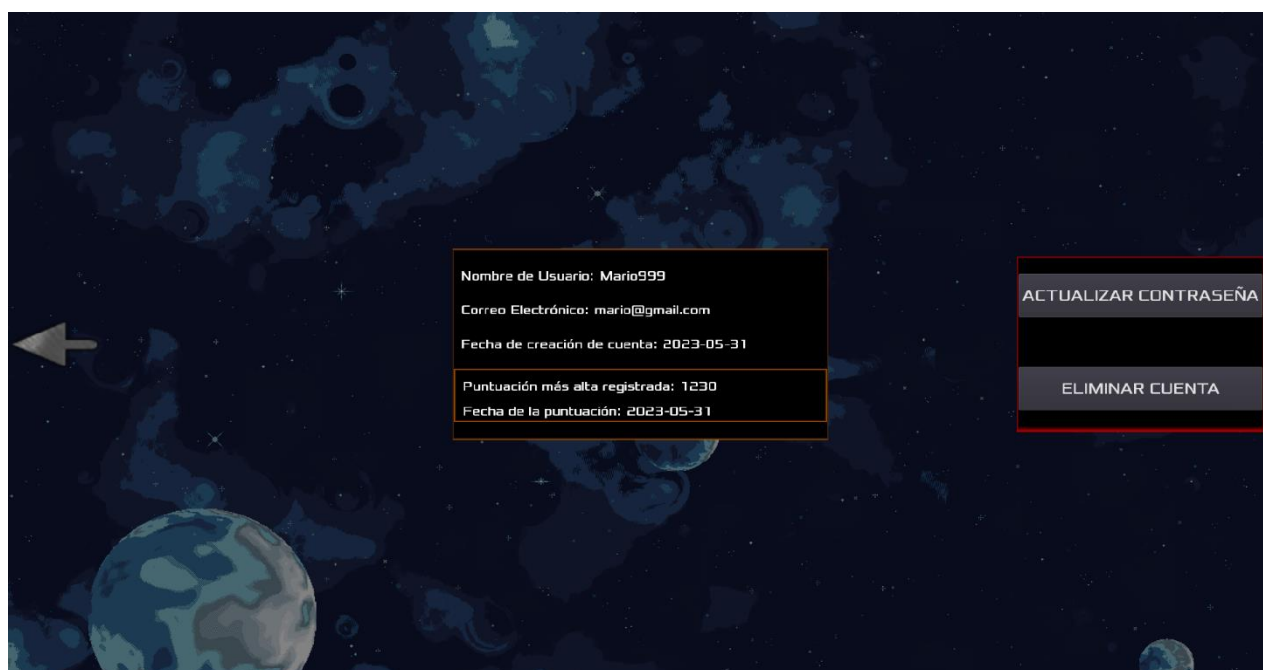 Nombre de Usuario: Mario999
Correo Electrónico: mario@gmail.com
Fecha de creación de cuenta: 2023-05-31
Puntuación más alta registrada: 1230
Fecha de la puntuación: 2023-05-31
ACTUALIZAR CONTRASEÑA
ELIMINAR CUENTA